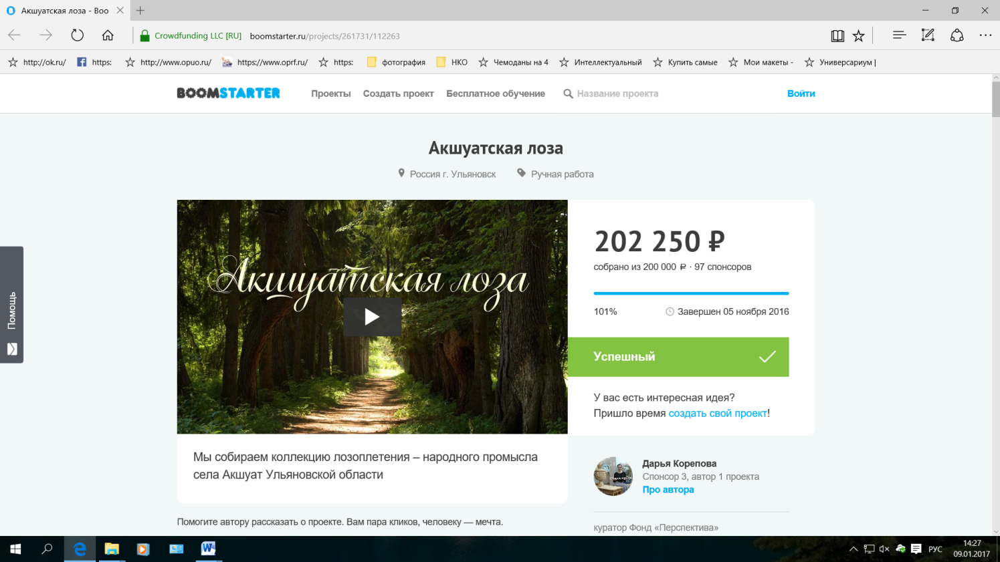 Акшуатская лоза - Boo
Crowdfunding LLC [RU] boomstarter.ru/projects/261731/112263
http://ok.ru/ https: http://www.opuo.ru/ https://www.oprf.ru/ https: фотография НКО Чемоданы на 4 Интеллектуальный Купить самые Мои макеты - Универсариум |
BOOMSTARTER Проекты Создать проект Бесплатное обучение Название проекта Войти
Акшуатская лоза
Россия г. Ульяновск Ручная работа
Акшуатская лоза
202 250 ₽
собрано из 200 000 ₽ · 97 спонсоров
101% Завершен 05 ноября 2016
Успешный
У вас есть интересная идея?
Пришло время создать свой проект!
Помощь
Мы собираем коллекцию лозоплетения – народного промысла
села Акшуат Ульяновской области
Дарья Корепова
Спонсор 3, автор 1 проекта
Про автора
Помогите автору рассказать о проекте. Вам пара кликов, человеку — мечта.
куратор Фонд «Перспектива»
РУС
14:27
09.01.2017